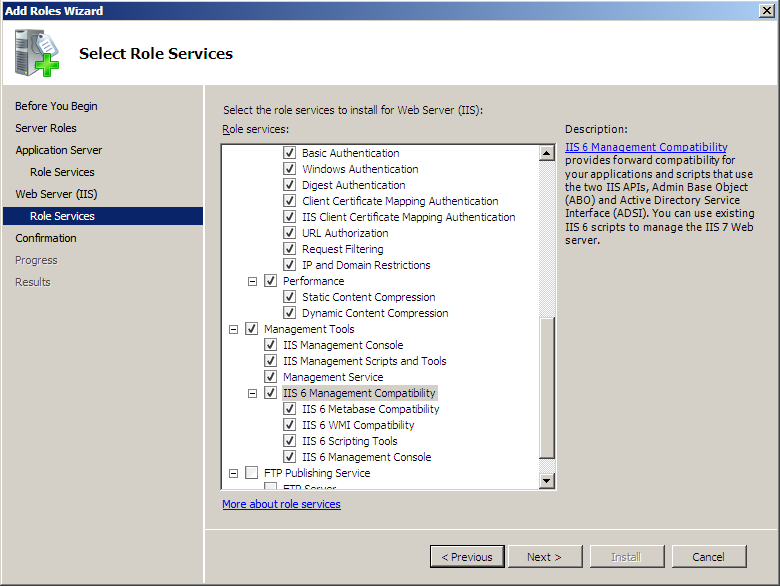 Add Roles Wizard
Select Role Services
Before You Begin
Server Roles
Application Server
Role Services
Web Server (IIS)
Role Services
Confirmation
Progress
Results
Select the role services to install for Web Server (IIS):
Role services:
Basic Authentication
Windows Authentication
Digest Authentication
Client Certificate Mapping Authentication
IIS Client Certificate Mapping Authentication
URL Authorization
Request Filtering
IP and Domain Restrictions
Performance
Static Content Compression
Dynamic Content Compression
Management Tools
IIS Management Console
IIS Management Scripts and Tools
Management Service
IIS 6 Management Compatibility
IIS 6 Metabase Compatibility
IIS 6 WMI Compatibility
IIS 6 Scripting Tools
IIS 6 Management Console
FTP Publishing Service
FTP Server
More about role services
Description:
IIS 6 Management Compatibility
provides forward compatibility for
your applications and scripts that use
the two IIS APIs, Admin Base Object
(ABO) and Active Directory Service
Interface (ADSI). You can use existing
IIS 6 scripts to manage the IIS 7 Web
server.
< Previous
Next >
Install
Cancel